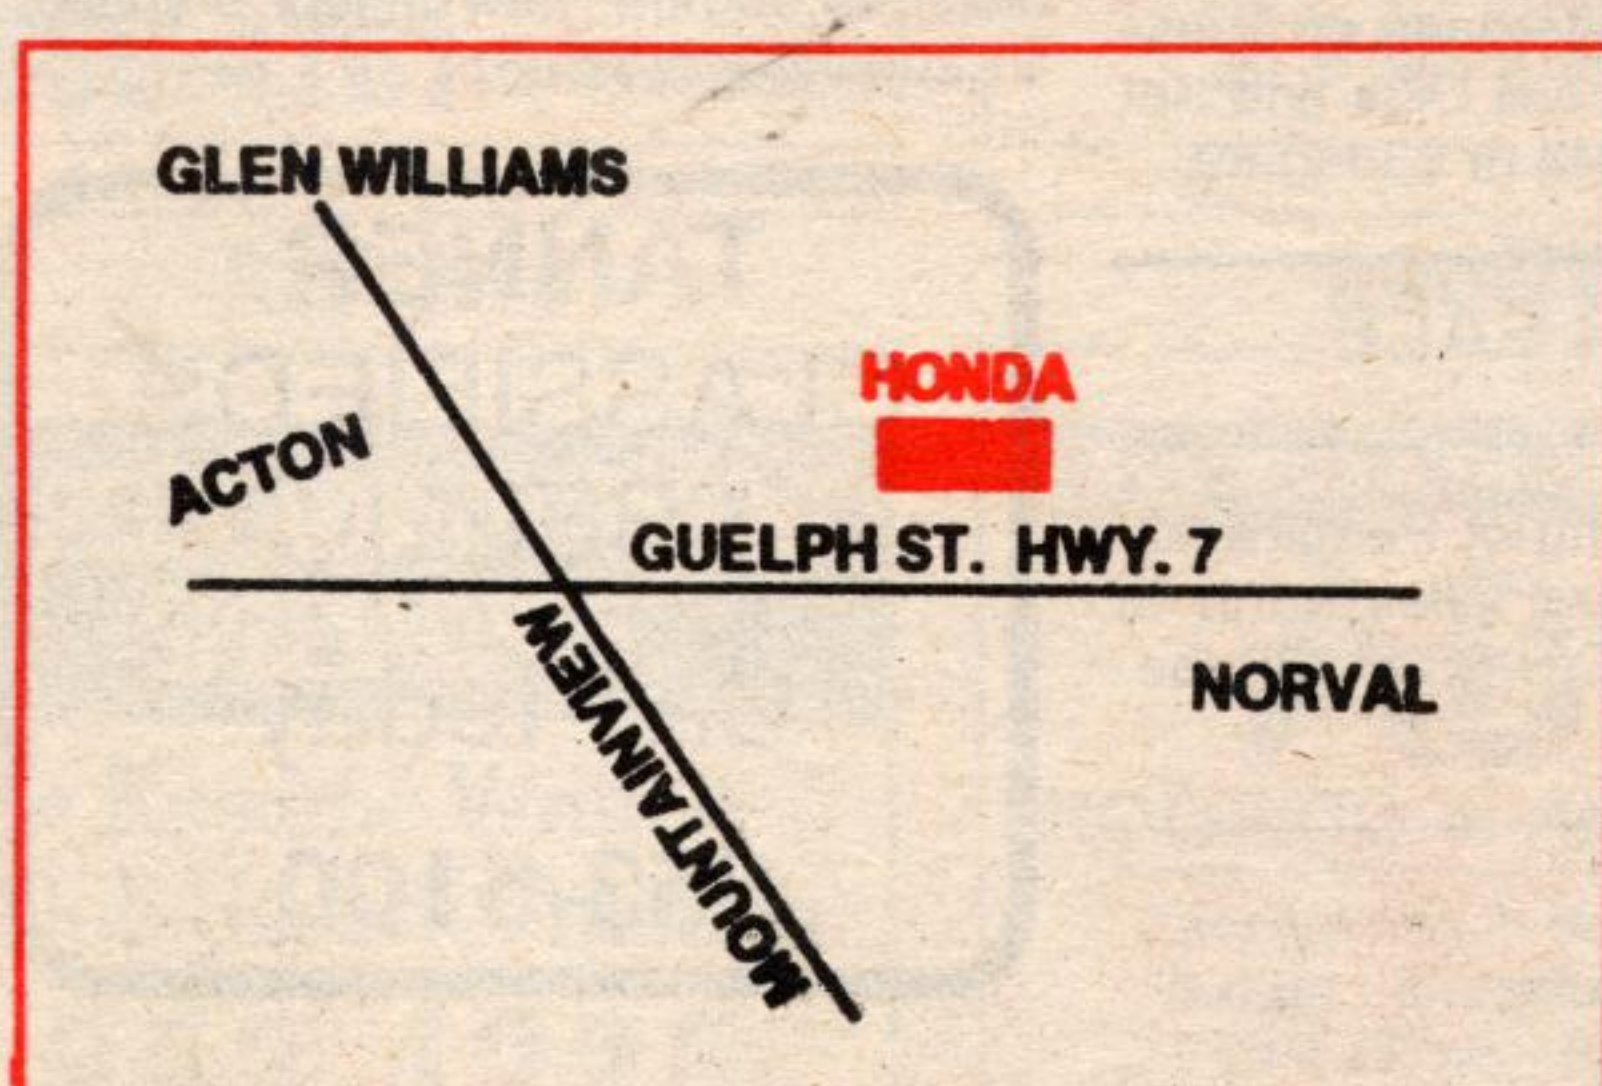 GLEN WILLIAMS
HONDA
ACTON
GUELPH ST. HWY. 7
MOUNTAINVIEW
NORVAL